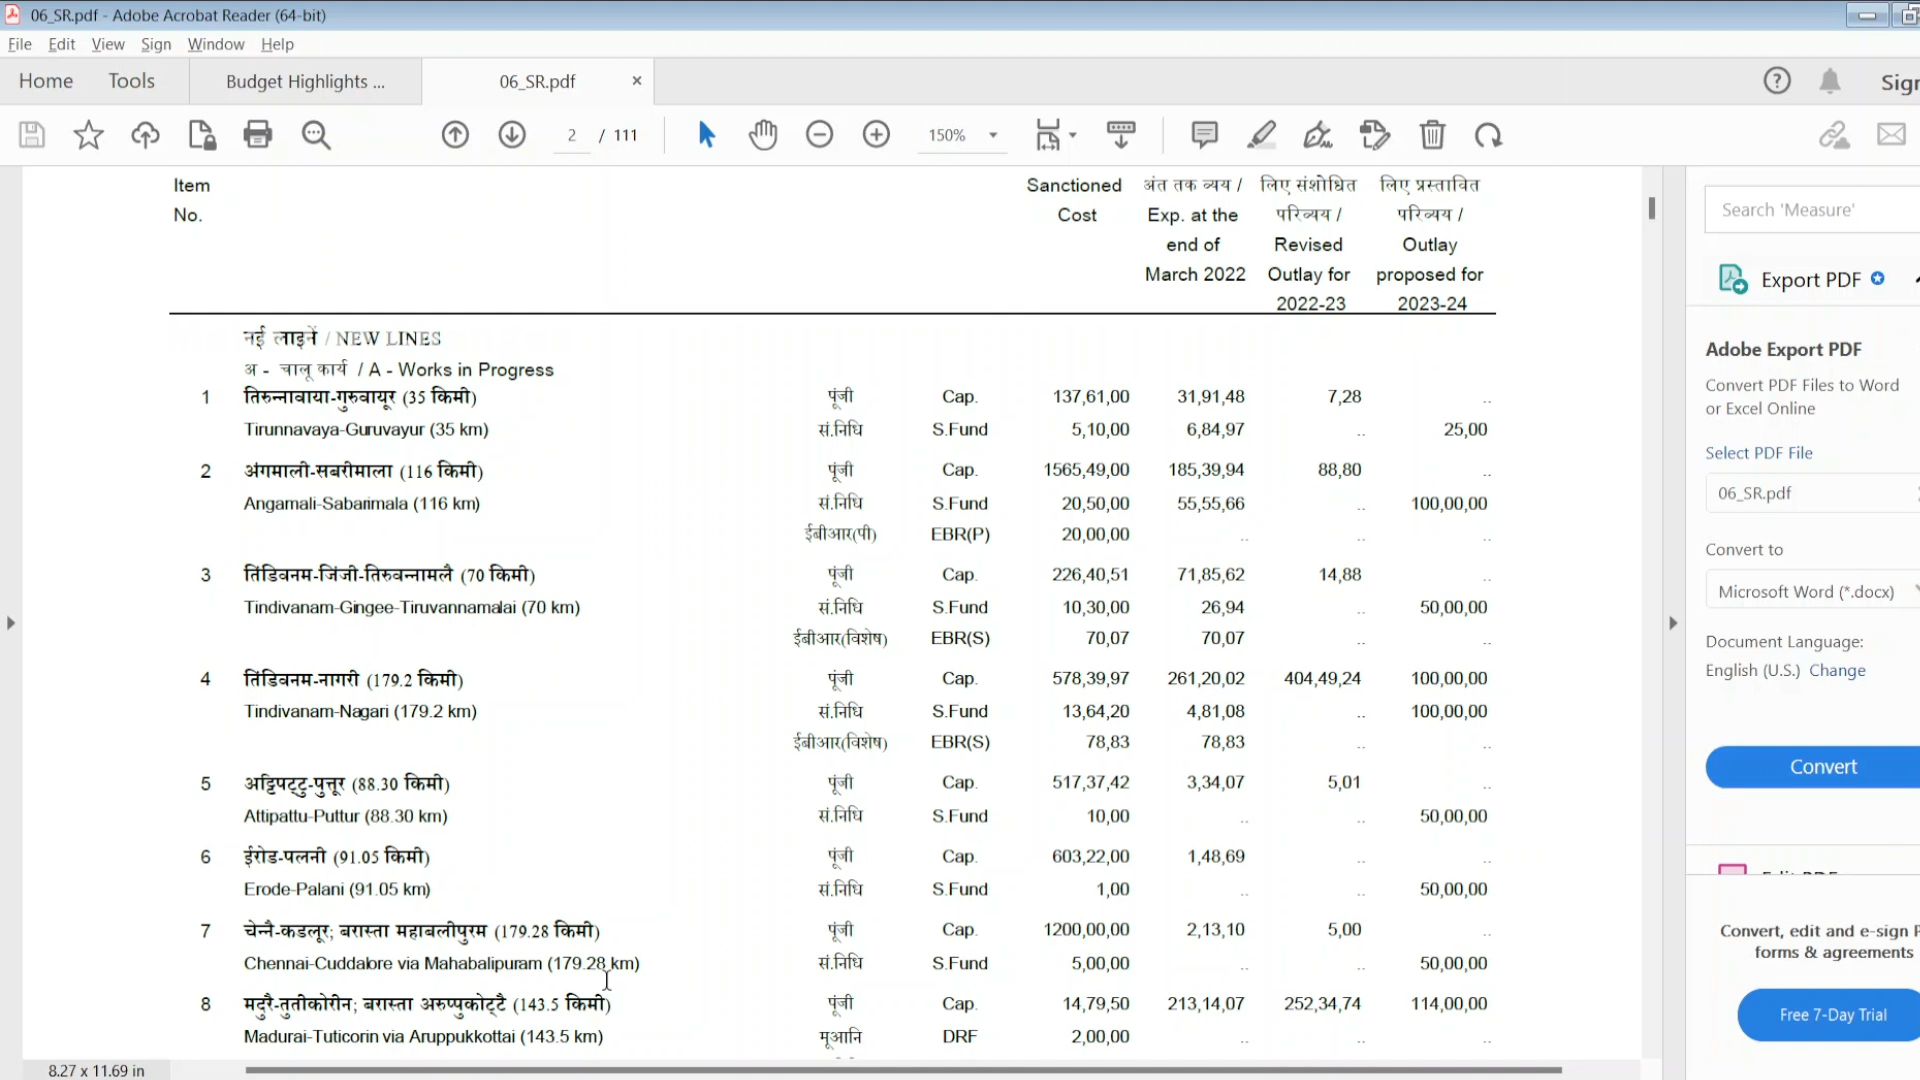 06_SR.pdf - Adobe Acrobat Reader (64-bit)
File Edit View Sign Window Help
Home Tools Budget Highlights ... 06_SR.pdf ×
2 / 111 150%
Item No.
Sanctioned Cost
अंत तक व्यय / Exp. at the end of March 2022
लिए संशोधित परिव्यय / Revised Outlay for 2022-23
लिए प्रस्तावित परिव्यय / Outlay proposed for 2023-24
नई लाइनें / NEW LINES
अ - चालू कार्य / A - Works in Progress
1 तिरुन्नावाया-गुरुवायूर (35 किमी) पूंजी Cap. 137,61,00 31,91,48 7,28 ..
Tirunnavaya-Guruvayur (35 km) सं.निधि S.Fund 5,10,00 6,84,97 .. 25,00
2 अंगमाली-सबरीमाला (116 किमी) पूंजी Cap. 1565,49,00 185,39,94 88,80 ..
Angamali-Sabarimala (116 km) सं.निधि S.Fund 20,50,00 55,55,66 .. 100,00,00
ईबीआर(पी) EBR(P) 20,00,00 .. .. ..
3 तिंडिवनम-जिंजी-तिरुवन्नामलै (70 किमी) पूंजी Cap. 226,40,51 71,85,62 14,88 ..
Tindivanam-Gingee-Tiruvannamalai (70 km) सं.निधि S.Fund 10,30,00 26,94 .. 50,00,00
ईबीआर(विशेष) EBR(S) 70,07 70,07 .. ..
4 तिंडिवनम-नागरी (179.2 किमी) पूंजी Cap. 578,39,97 261,20,02 404,49,24 100,00,00
Tindivanam-Nagari (179.2 km) सं.निधि S.Fund 13,64,20 4,81,08 .. 100,00,00
ईबीआर(विशेष) EBR(S) 78,83 78,83 .. ..
5 अट्टिपट्टु-पुत्तूर (88.30 किमी) पूंजी Cap. 517,37,42 3,34,07 5,01 ..
Attipattu-Puttur (88.30 km) सं.निधि S.Fund 10,00 .. .. 50,00,00
6 ईरोड-पलनी (91.05 किमी) पूंजी Cap. 603,22,00 1,48,69 .. ..
Erode-Palani (91.05 km) सं.निधि S.Fund 1,00 .. .. 50,00,00
7 चेन्नै-कडलूर; बरास्ता महाबलीपुरम (179.28 किमी) पूंजी Cap. 1200,00,00 2,13,10 5,00 ..
Chennai-Cuddalore via Mahabalipuram (179.28 km) सं.निधि S.Fund 5,00,00 .. .. 50,00,00
8 मदुरै-तुतीकोरीन; बरास्ता अरुप्पुकोट्टै (143.5 किमी) पूंजी Cap. 14,79,50 213,14,07 252,34,74 114,00,00
Madurai-Tuticorin via Aruppukkottai (143.5 km) मूआनि DRF 2,00,00 .. .. ..
8.27 x 11.69 in
Search 'Measure'
Export PDF
Adobe Export PDF
Convert PDF Files to Word
or Excel Online
Select PDF File
06_SR.pdf
Convert to
Microsoft Word (*.docx)
Document Language:
English (U.S.) Change
Convert
Convert, edit and e-sign
forms & agreements
Free 7-Day Trial